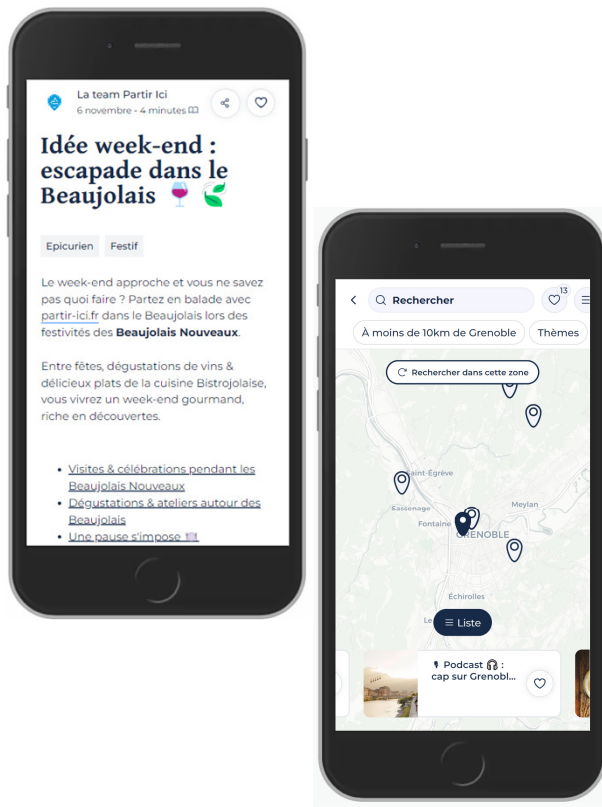 La team Partir Ici
6 novembre - 4 minutes
Idée week-end :
escapade dans le
Beaujolais 🍷 🍃
Epicurien Festif
Le week-end approche et vous ne savez
pas quoi faire ? Partez en balade avec
partir-ici.fr dans le Beaujolais lors des
festivités des Beaujolais Nouveaux.
Entre fêtes, dégustations de vins &
délicieux plats de la cuisine Bistrojolaise,
vous vivrez un week-end gourmand,
riche en découvertes.
• Visites & célébrations pendant les
Beaujolais Nouveaux
• Dégustations & ateliers autour des
Beaujolais
• Une pause s'impose 🍽️
Rechercher
13
À moins de 10km de Grenoble Thèmes
Rechercher dans cette zone
Saint-Égrève
Sassenage
Meylan
Fontaine
GRENOBLE
Échirolles
Le
Liste
🎙 Podcast 🎧 :
cap sur Grenobl...